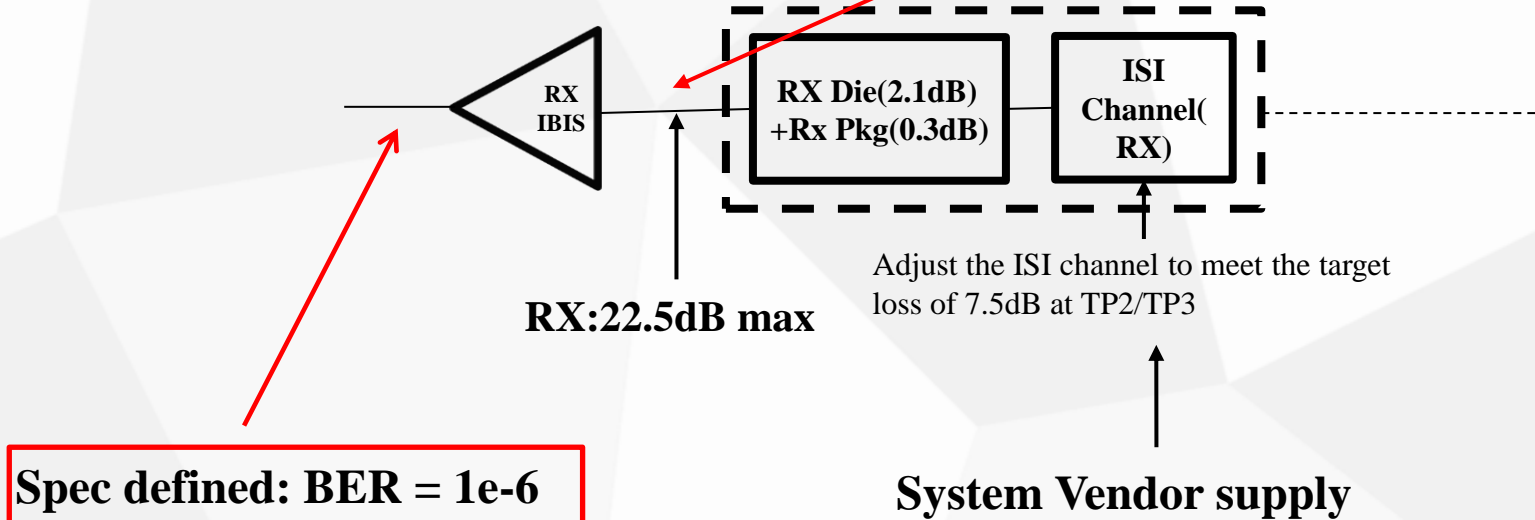 RX
IBIS
RX Die(2.1dB)
+Rx Pkg(0.3dB)
ISI
Channel(
RX)
Adjust the ISI channel to meet the target
loss of 7.5dB at TP2/TP3
RX:22.5dB max
Spec defined: BER = 1e-6
System Vendor supply